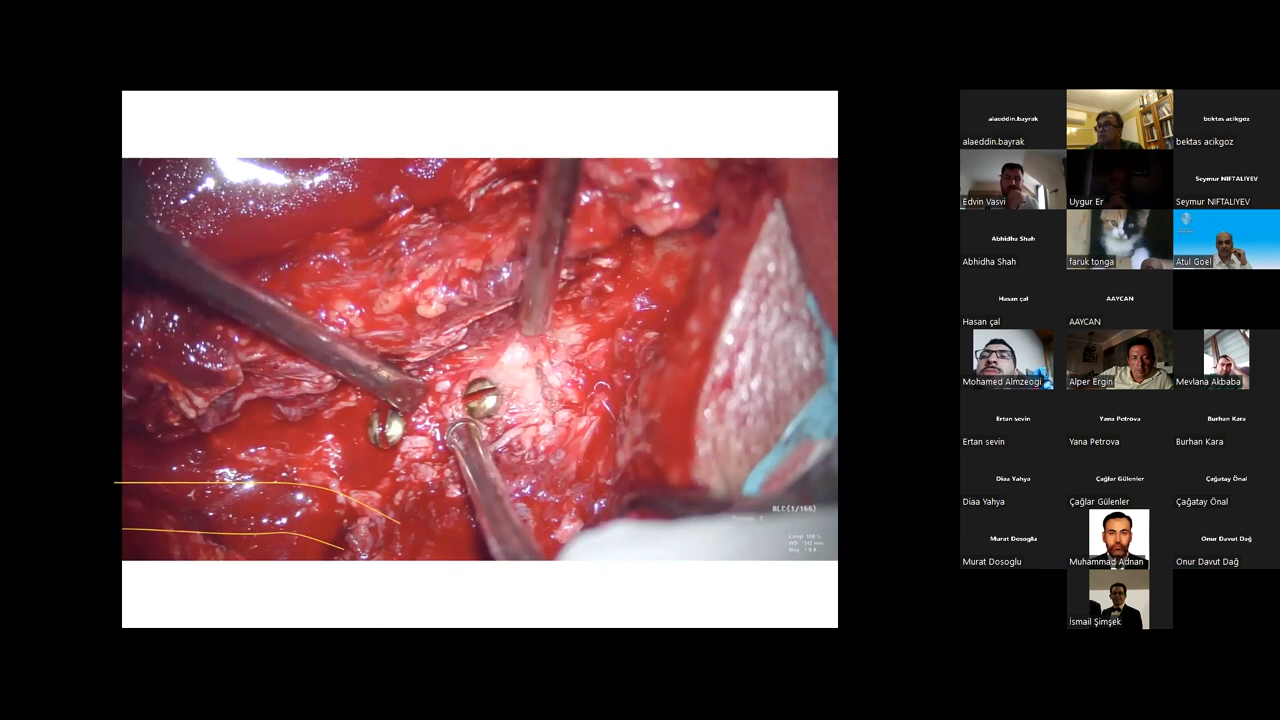 alaeddin.bayrak
alaeddin.bayrak
bektas acikgoz
bektas acikgoz
Edvin Vasvi
Uygur Er
Seymur NIFTALIYEV
Seymur NIFTALIYEV
Abhidha Shah
Abhidha Shah
faruk tonga
Atul Goel
Hasan çal
Hasan çal
AAYCAN
AAYCAN
Mohamed Almzeogi
Alper Ergin
Mevlana Akbaba
Ertan sevin
Ertan sevin
Yana Petrova
Yana Petrova
Burhan Kara
Burhan Kara
Diaa Yahya
Diaa Yahya
Çağlar Gülenler
Çağlar Gülenler
Çağatay Önal
Çağatay Önal
Murat Dosoglu
Murat Dosoglu
Muhammad Adnan
Onur Davut Dağ
Onur Davut Dağ
İsmail Şimşek